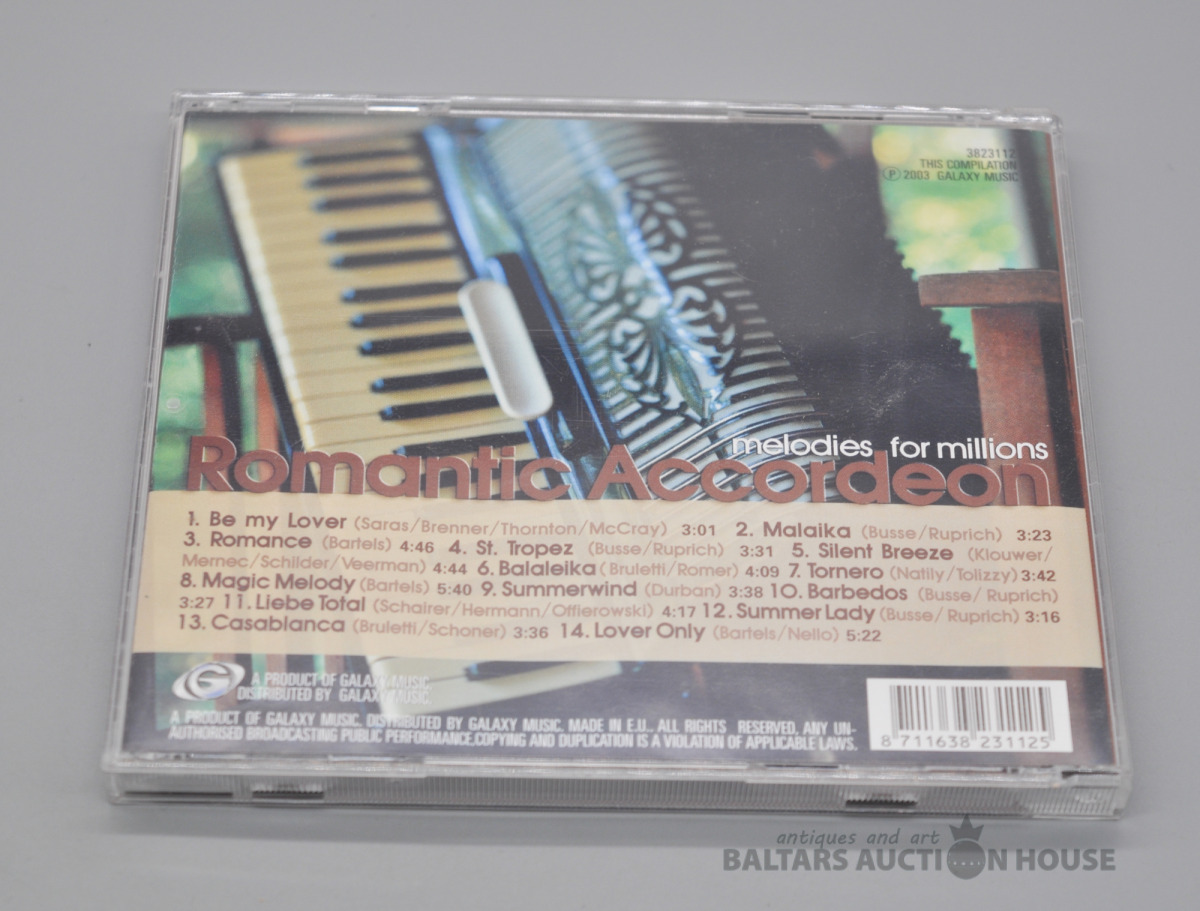 3823112
THIS COMPILATION
Ⓟ 2003 GALAXY MUSIC
melodies for millions
Romantic Accordeon
1. Be my Lover (Saras/Brenner/Thornton/McCray) 3:01 2. Malaika (Busse/Ruprich) 3:23
3. Romance (Bartels) 4:46 4. St. Tropez (Busse/Ruprich) 3:31 5. Silent Breeze (Klouwer/
Mernec/Schilder/Veerman) 4:44 6. Balaleika (Bruletti/Romer) 4:09 7. Tornero (Natily/Tolizzy) 3:42
8. Magic Melody (Bartels) 5:40 9. Summerwind (Durban) 3:38 10. Barbedos (Busse/ Ruprich)
3:27 11. Liebe Total (Schairer/Hermann/Offierowski) 4:17 12. Summer Lady (Busse/ Ruprich) 3:16
13. Casablanca (Bruletti/Schoner) 3:36 14. Lover Only (Bartels/Nello) 5:22
G
A PRODUCT OF GALAXY MUSIC.
DISTRIBUTED BY GALAXY MUSIC.
A PRODUCT OF GALAXY MUSIC. DISTRIBUTED BY GALAXY MUSIC. MADE IN E.U.. ALL RIGHTS RESERVED, ANY UN-
AUTHORISED BROADCASTING PUBLIC PERFORMANCE,COPYING AND DUPLICATION IS A VIOLATION OF APPLICABLE LAWS.
8 711638 231125
antiques and art
BALTARS AUCTION HOUSE